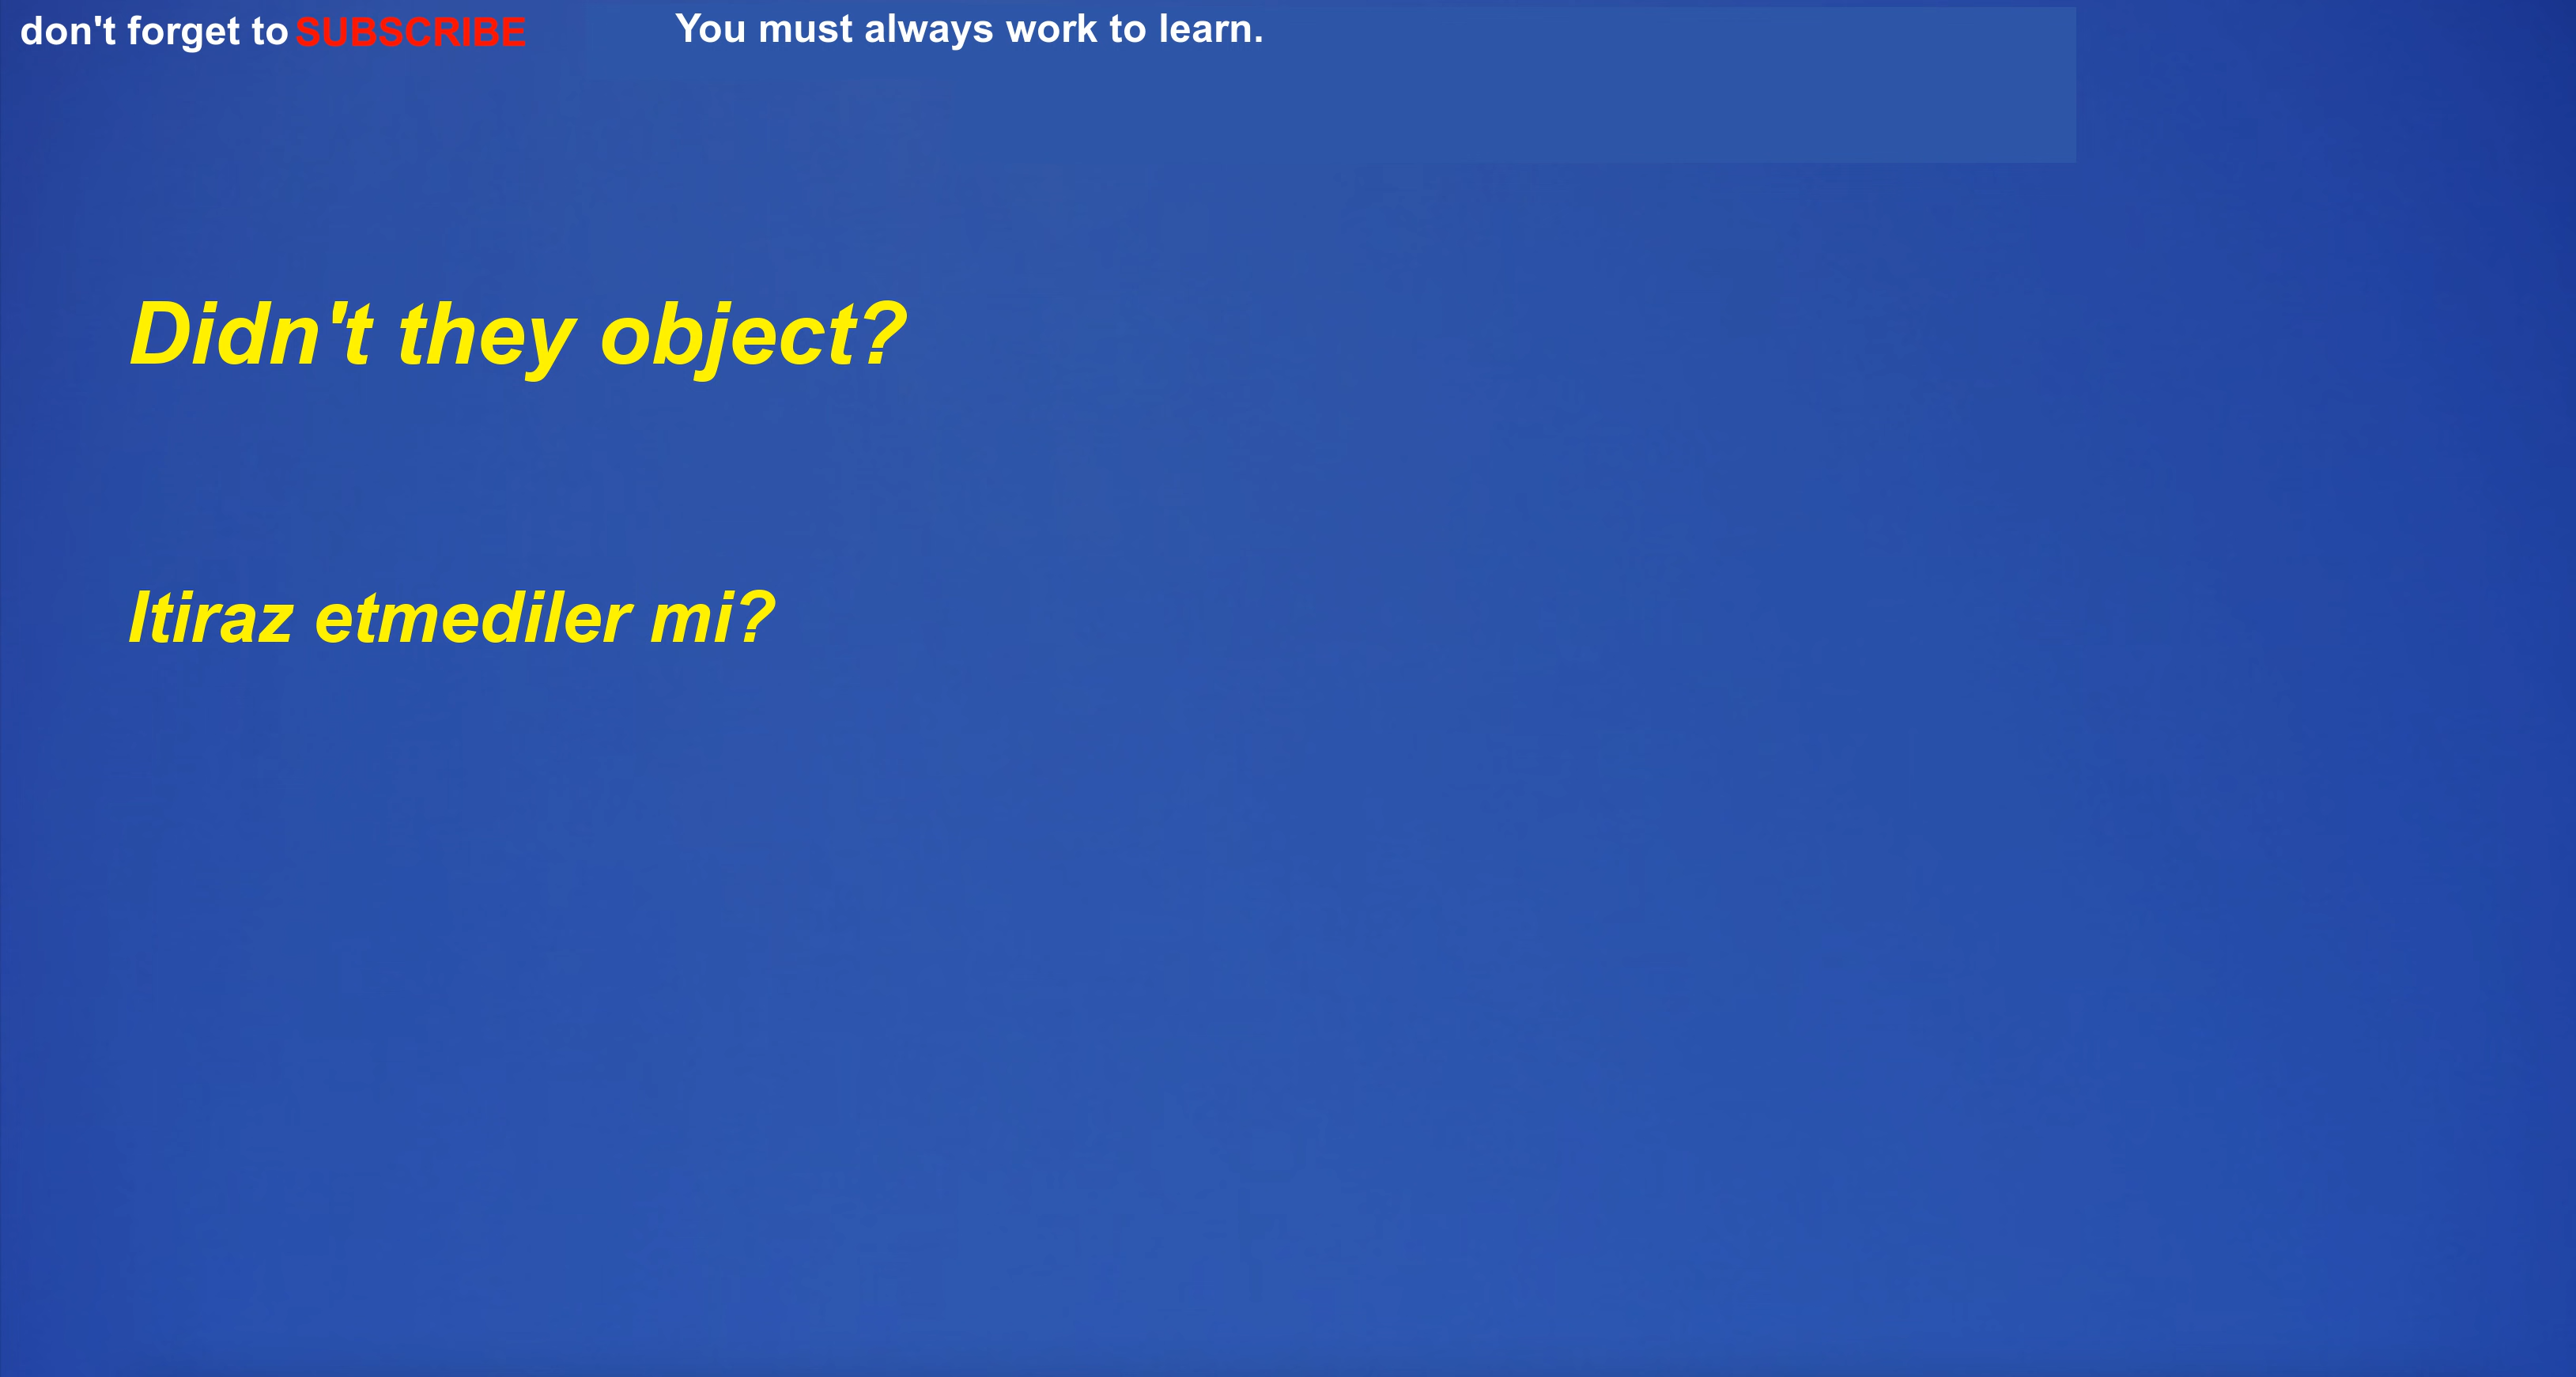 don't forget to SUBSCRIBE You must always work to learn.
Didn't they object?
Itiraz etmediler mi?